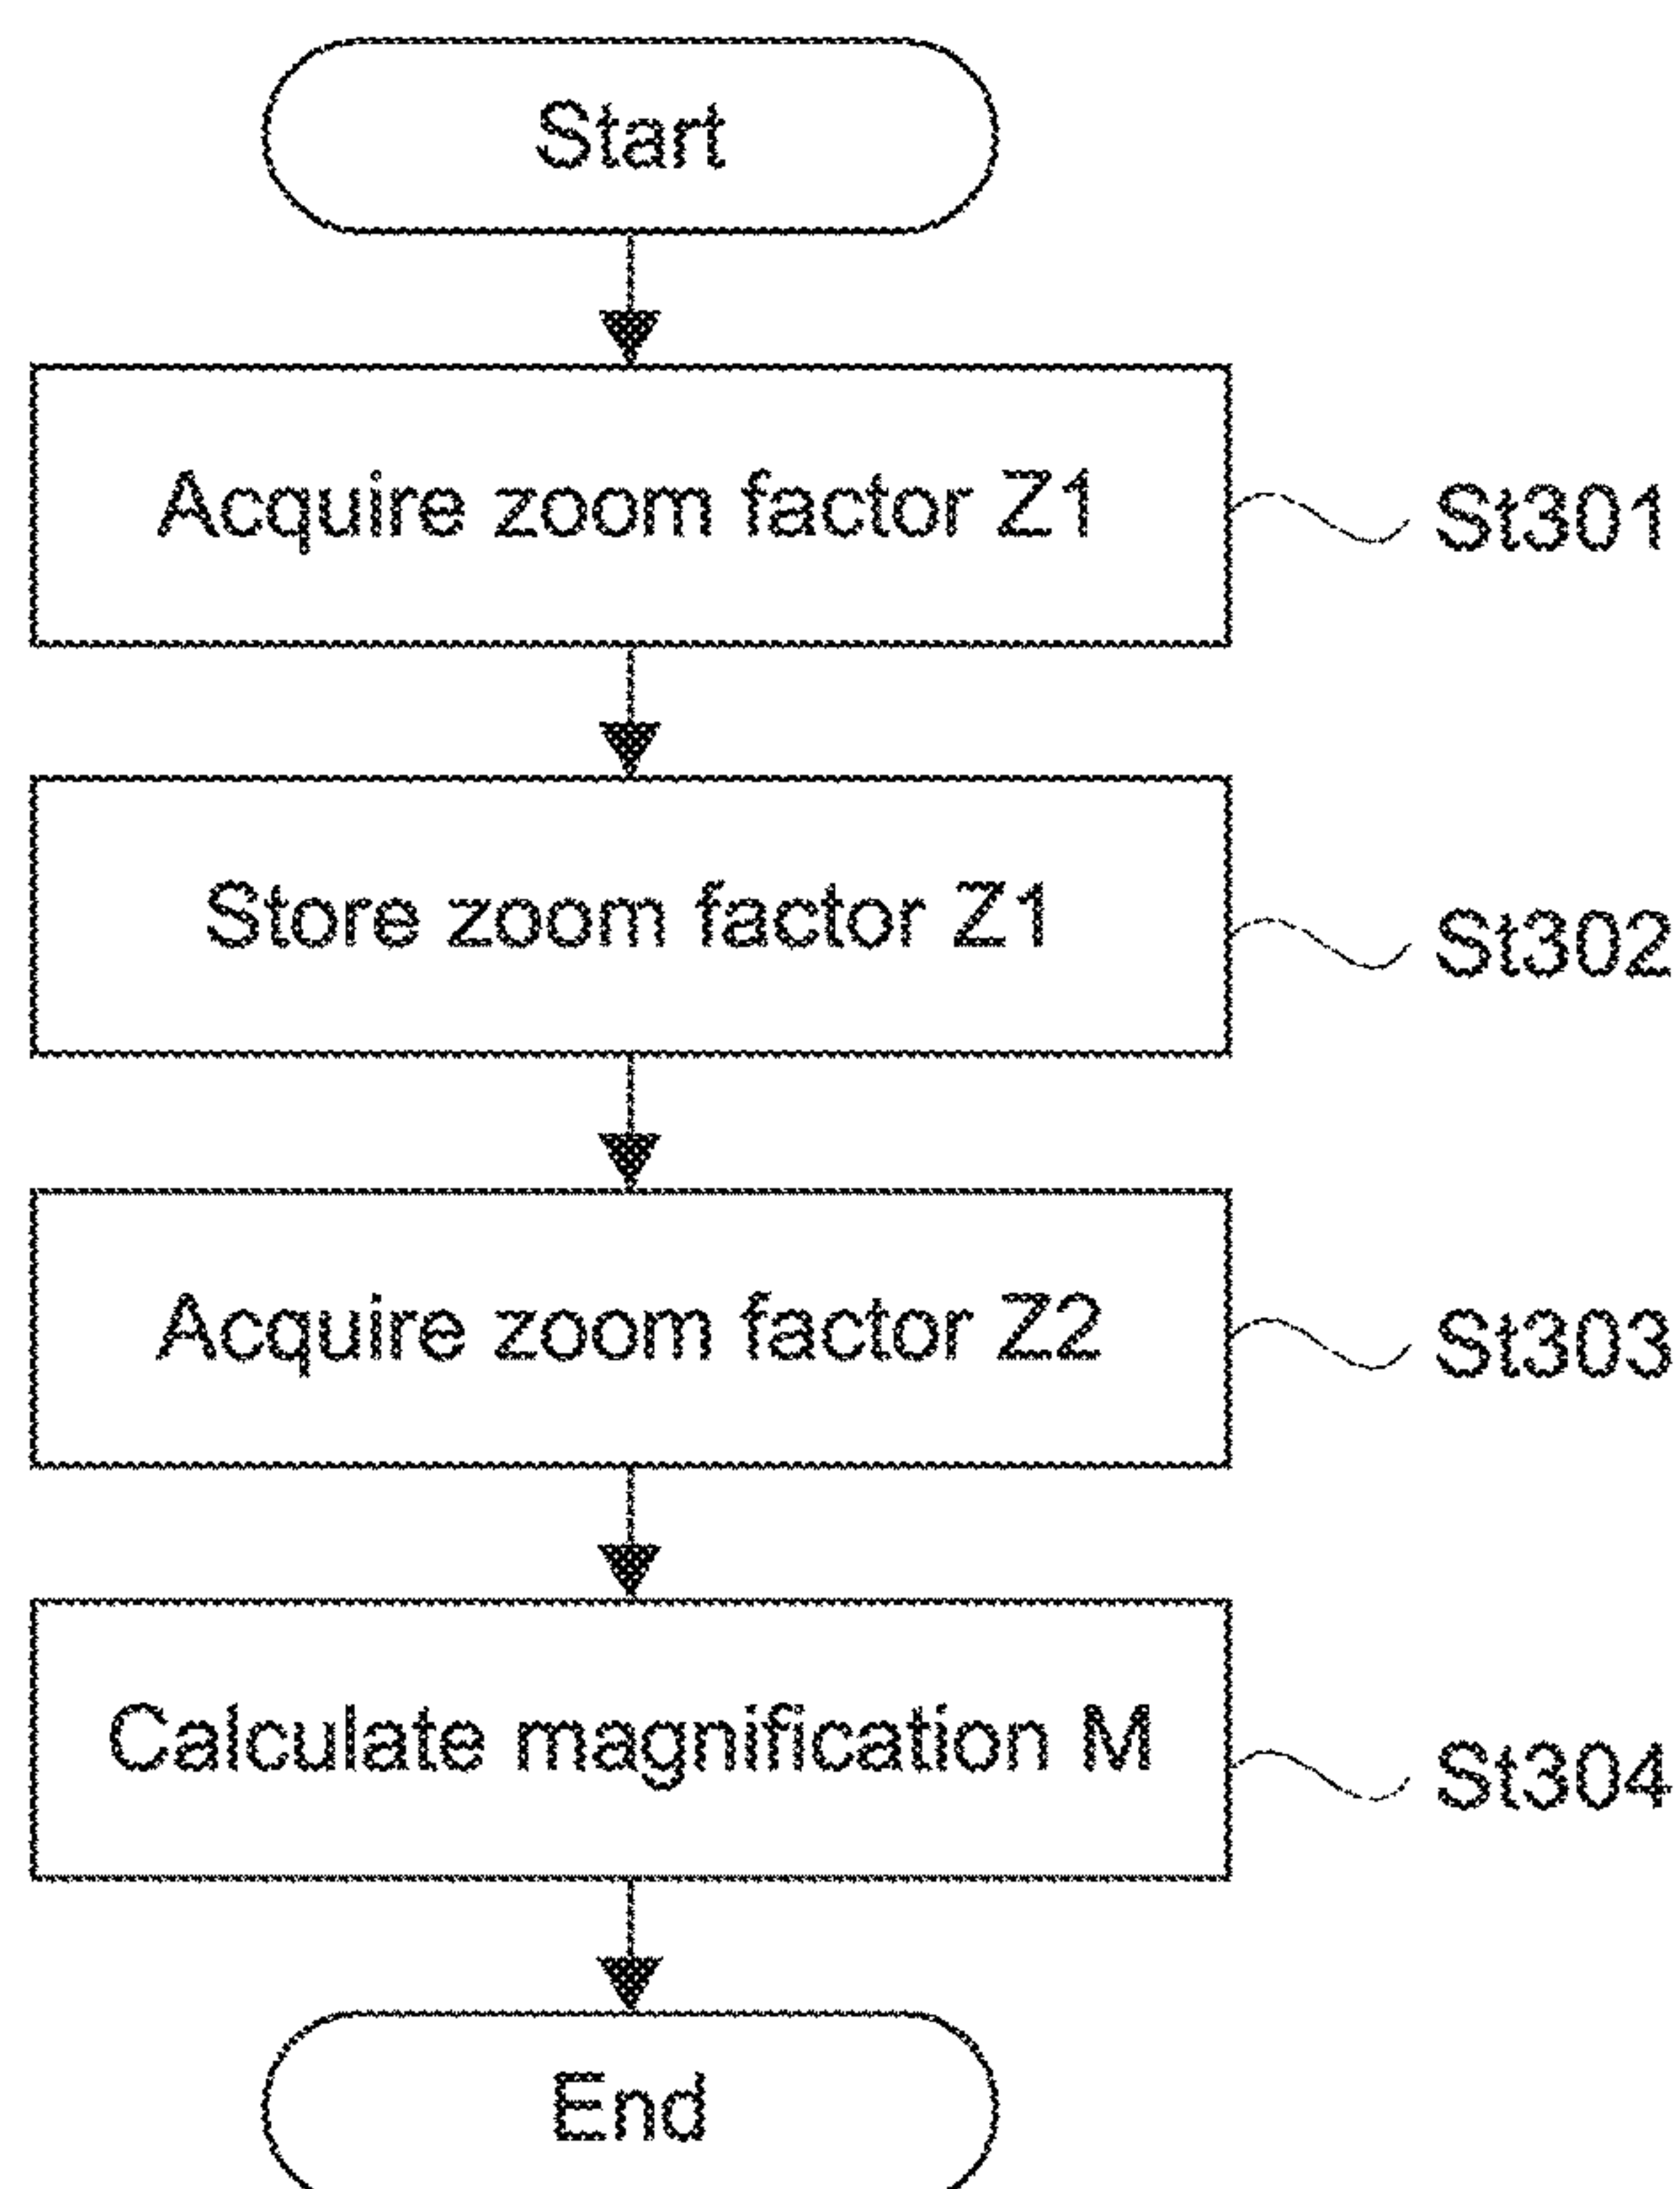 Start
Acquire zoom factor Z1
St301
Store zoom factor Z1
St302
Acquire zoom factor Z2
St303
Calculate magnification M
St304
End